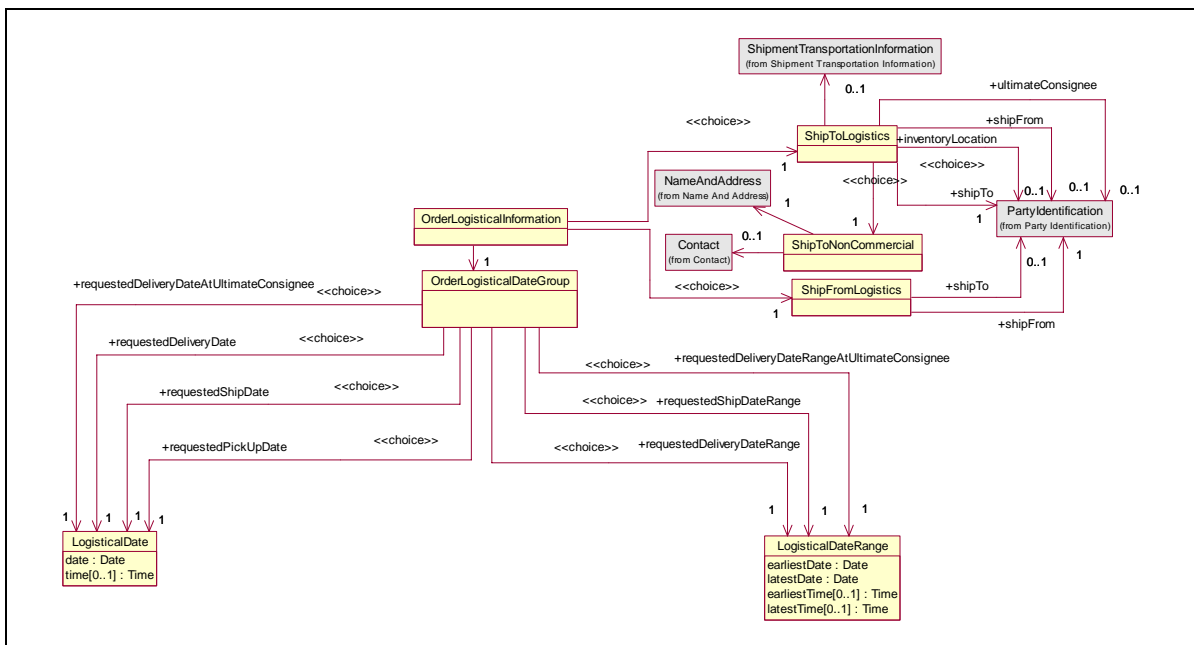 ShipmentTransportationInformation
(from Shipment Transportation Information)
0..1
+ultimateConsignee
<<choice>>
+shipFrom
ShipToLogistics
+inventoryLocation
1
<<choice>>
<<choice>>
NameAndAddress
(from Name And Address)
1
+shipTo
0..1
0..1
0..1
1
PartyIdentification
(from Party Identification)
OrderLogisticalInformation
1
0..1
Contact
(from Contact)
ShipToNonCommercial
0..1
1
1
OrderLogisticalDateGroup
+requestedDeliveryDateAtUltimateConsignee
<<choice>>
<<choice>>
ShipFromLogistics
+shipTo
1
+shipFrom
+requestedDeliveryDate
<<choice>>
+requestedDeliveryDateRangeAtUltimateConsignee
<<choice>>
+requestedShipDate
<<choice>>
<<choice>>
+requestedShipDateRange
+requestedPickUpDate
<<choice>>
+requestedDeliveryDateRange
<<choice>>
1
1
1
1
1
1
1
LogisticalDate
date : Date
time[0..1] : Time
LogisticalDateRange
earliestDate : Date
latestDate : Date
earliestTime[0..1] : Time
latestTime[0..1] : Time